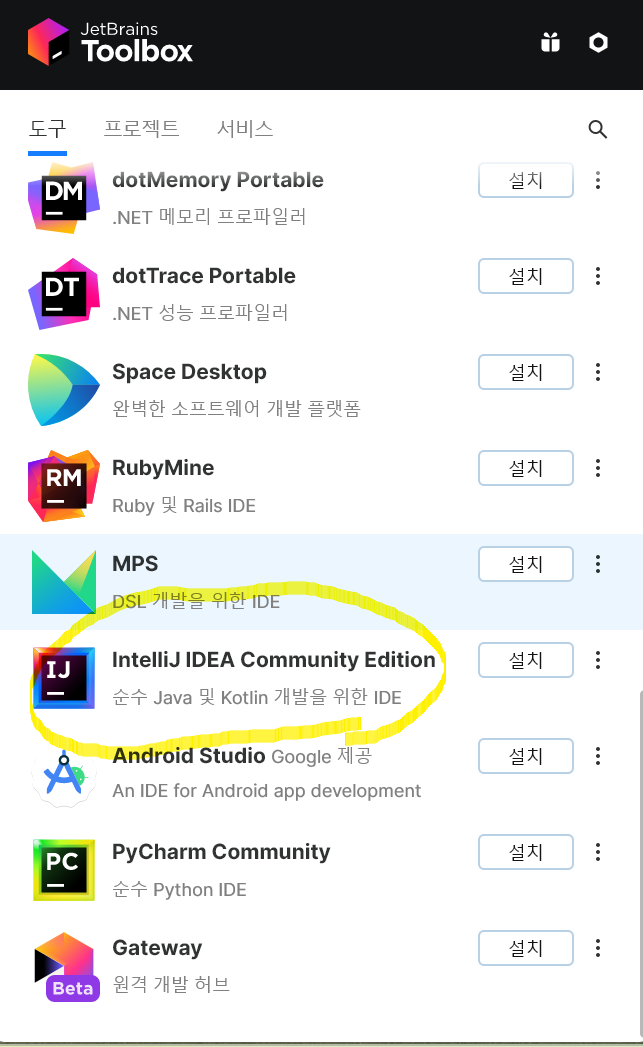 JetBrains
Toolbox
도구 프로젝트 서비스
DM
dotMemory Portable
설치
.NET 메모리 프로파일러
DT
dotTrace Portable
설치
.NET 성능 프로파일러
Space Desktop
설치
완벽한 소프트웨어 개발 플랫폼
RM
RubyMine
설치
Ruby 및 Rails IDE
MPS
설치
DSL 개발을 위한 IDE
IJ
IntelliJ IDEA Community Edition
설치
순수 Java 및 Kotlin 개발을 위한 IDE
Android Studio Google 제공
설치
An IDE for Android app development
PC
PyCharm Community
설치
순수 Python IDE
Gateway
설치
Beta
원격 개발 허브